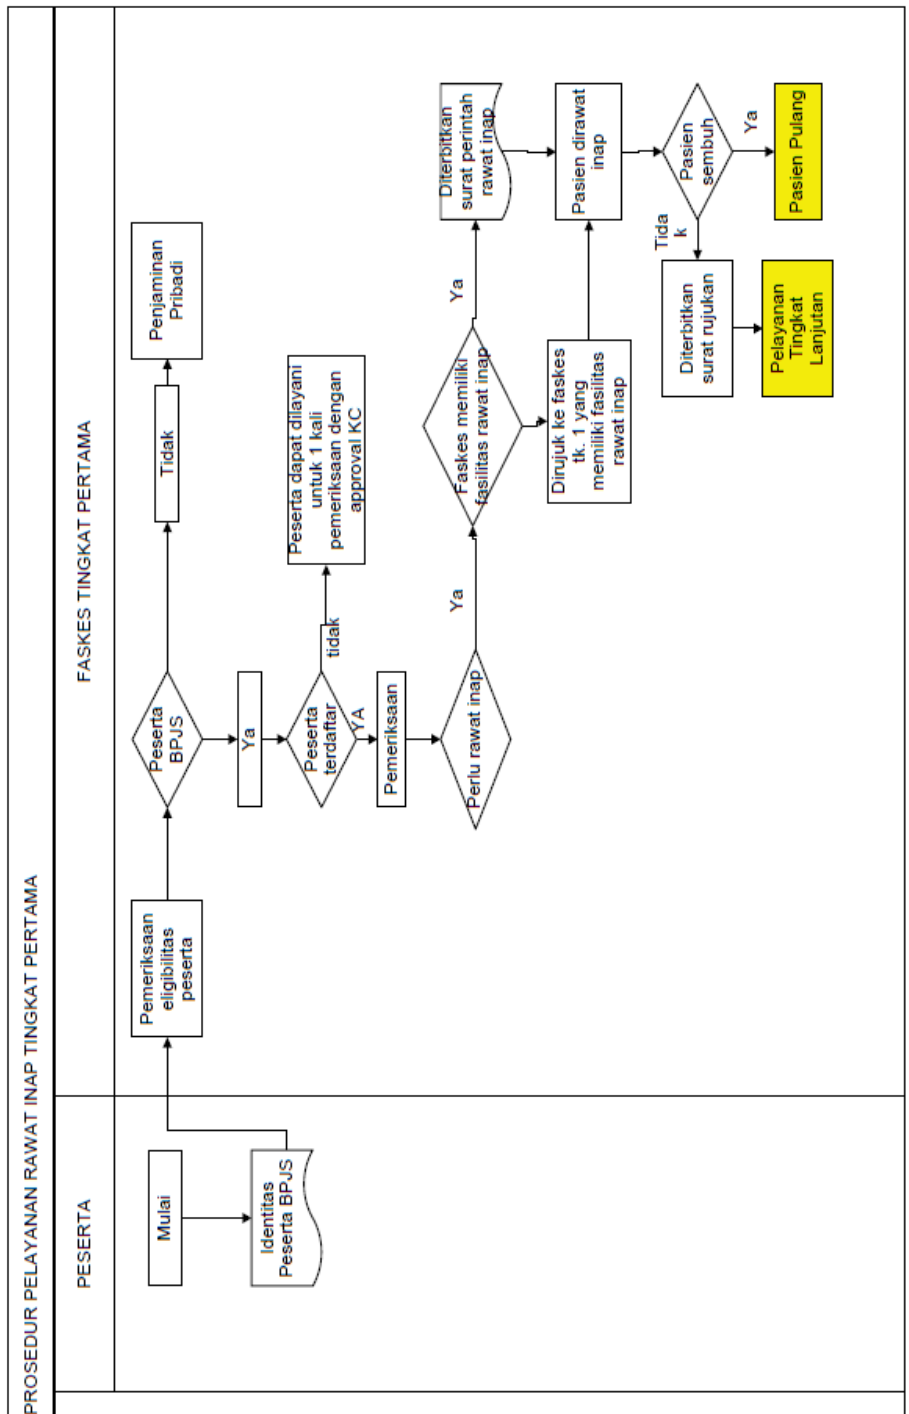 PROSEDUR PELAYANAN RAWAT INAP TINGKAT PERTAMA
PESERTA
FASKES TINGKAT PERTAMA
Mulai
Identitas
Peserta BPJS
Pemeriksaan
eligibilitas
peserta
Peserta
BPJS
Tidak
Penjaminan
Pribadi
Ya
Peserta
terdaftar
tidak
Peserta dapat dilayani
untuk 1 kali
pemeriksaan dengan
approval KC
YA
Pemeriksaan
Perlu rawat inap
Ya
Faskes memiliki
fasilitas rawat inap
Ya
Diterbitkan
surat perintah
rawat inap
Dirujuk ke faskes
tk. 1 yang
memiliki fasilitas
rawat inap
Pasien dirawat
inap
Pasien
sembuh
Ya
Pasien Pulang
Tida
k
Diterbitkan
surat rujukan
Pelayanan
Tingkat
Lanjutan